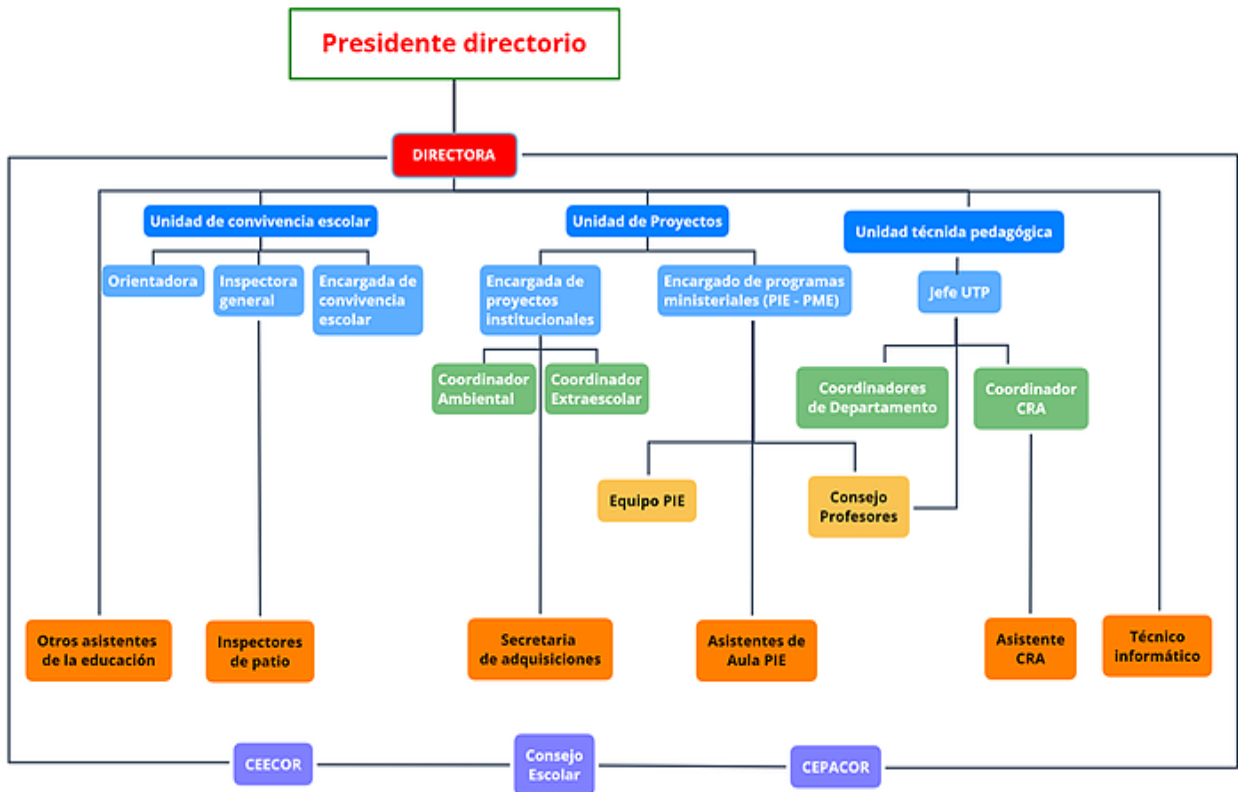 Presidente directorio
DIRECTORA
Unidad de convivencia escolar
Unidad de Proyectos
Unidad técnida pedagógica
Orientadora
Inspectora
general
Encargada de
convivencia
escolar
Encargada de
proyectos
institucionales
Encargado de programas
ministeriales (PIE - PME)
Jefe UTP
Coordinador
Ambiental
Coordinador
Extraescolar
Coordinadores
de Departamento
Coordinador
CRA
Equipo PIE
Consejo
Profesores
Otros asistentes
de la educación
Inspectores
de patio
Secretaria
de adquisiciones
Asistentes de
Aula PIE
Asistente
CRA
Técnico
informático
CEECOR
Consejo
Escolar
CEPACOR